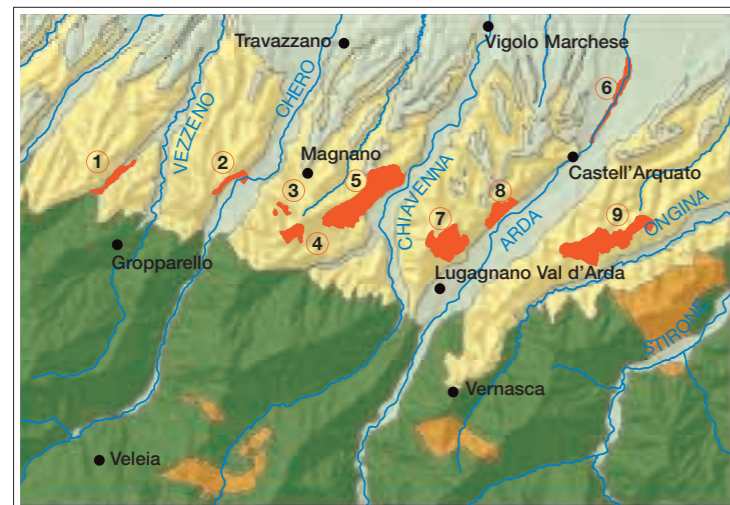 Travazzano
Vigolo Marchese
CHERO
VEZZENO
6
1
2
Magnano
5
Castell'Arquato
3
CHIAVENNA
8
4
7
ARDA
9
ONGINA
Gropparello
Lugagnano Val d'Arda
STIRONE
Vernasca
Veleia